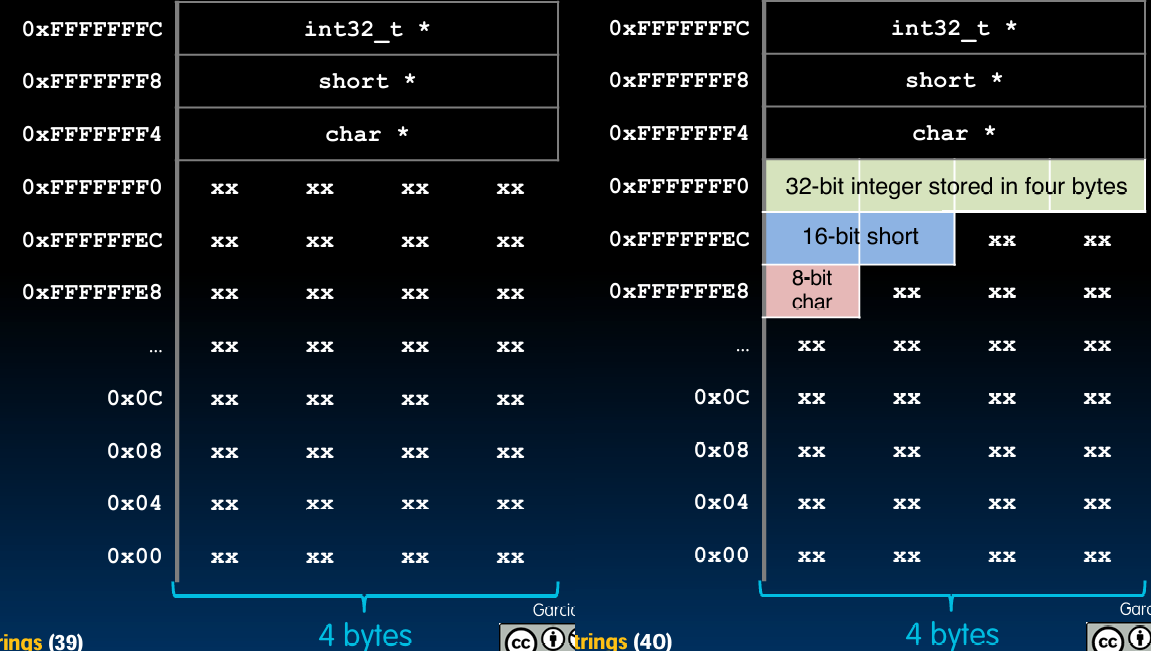 0xFFFFFFFC int32_t *
0xFFFFFFF8 short *
0xFFFFFFF4 char *
0xFFFFFFF0 xx xx xx xx
0xFFFFFFEC xx xx xx xx
0xFFFFFFE8 xx xx xx xx
... xx xx xx xx
0x0C xx xx xx xx
0x08 xx xx xx xx
0x04 xx xx xx xx
0x00 xx xx xx xx
4 bytes
rings (39)
cc
0xFFFFFFFC int32_t *
0xFFFFFFF8 short *
0xFFFFFFF4 char *
0xFFFFFFF0 32-bit integer stored in four bytes
0xFFFFFFEC 16-bit short xx xx
0xFFFFFFE8 8-bit char xx xx xx
... xx xx xx xx
0x0C xx xx xx xx
0x08 xx xx xx xx
0x04 xx xx xx xx
0x00 xx xx xx xx
4 bytes
trings (40)
cc